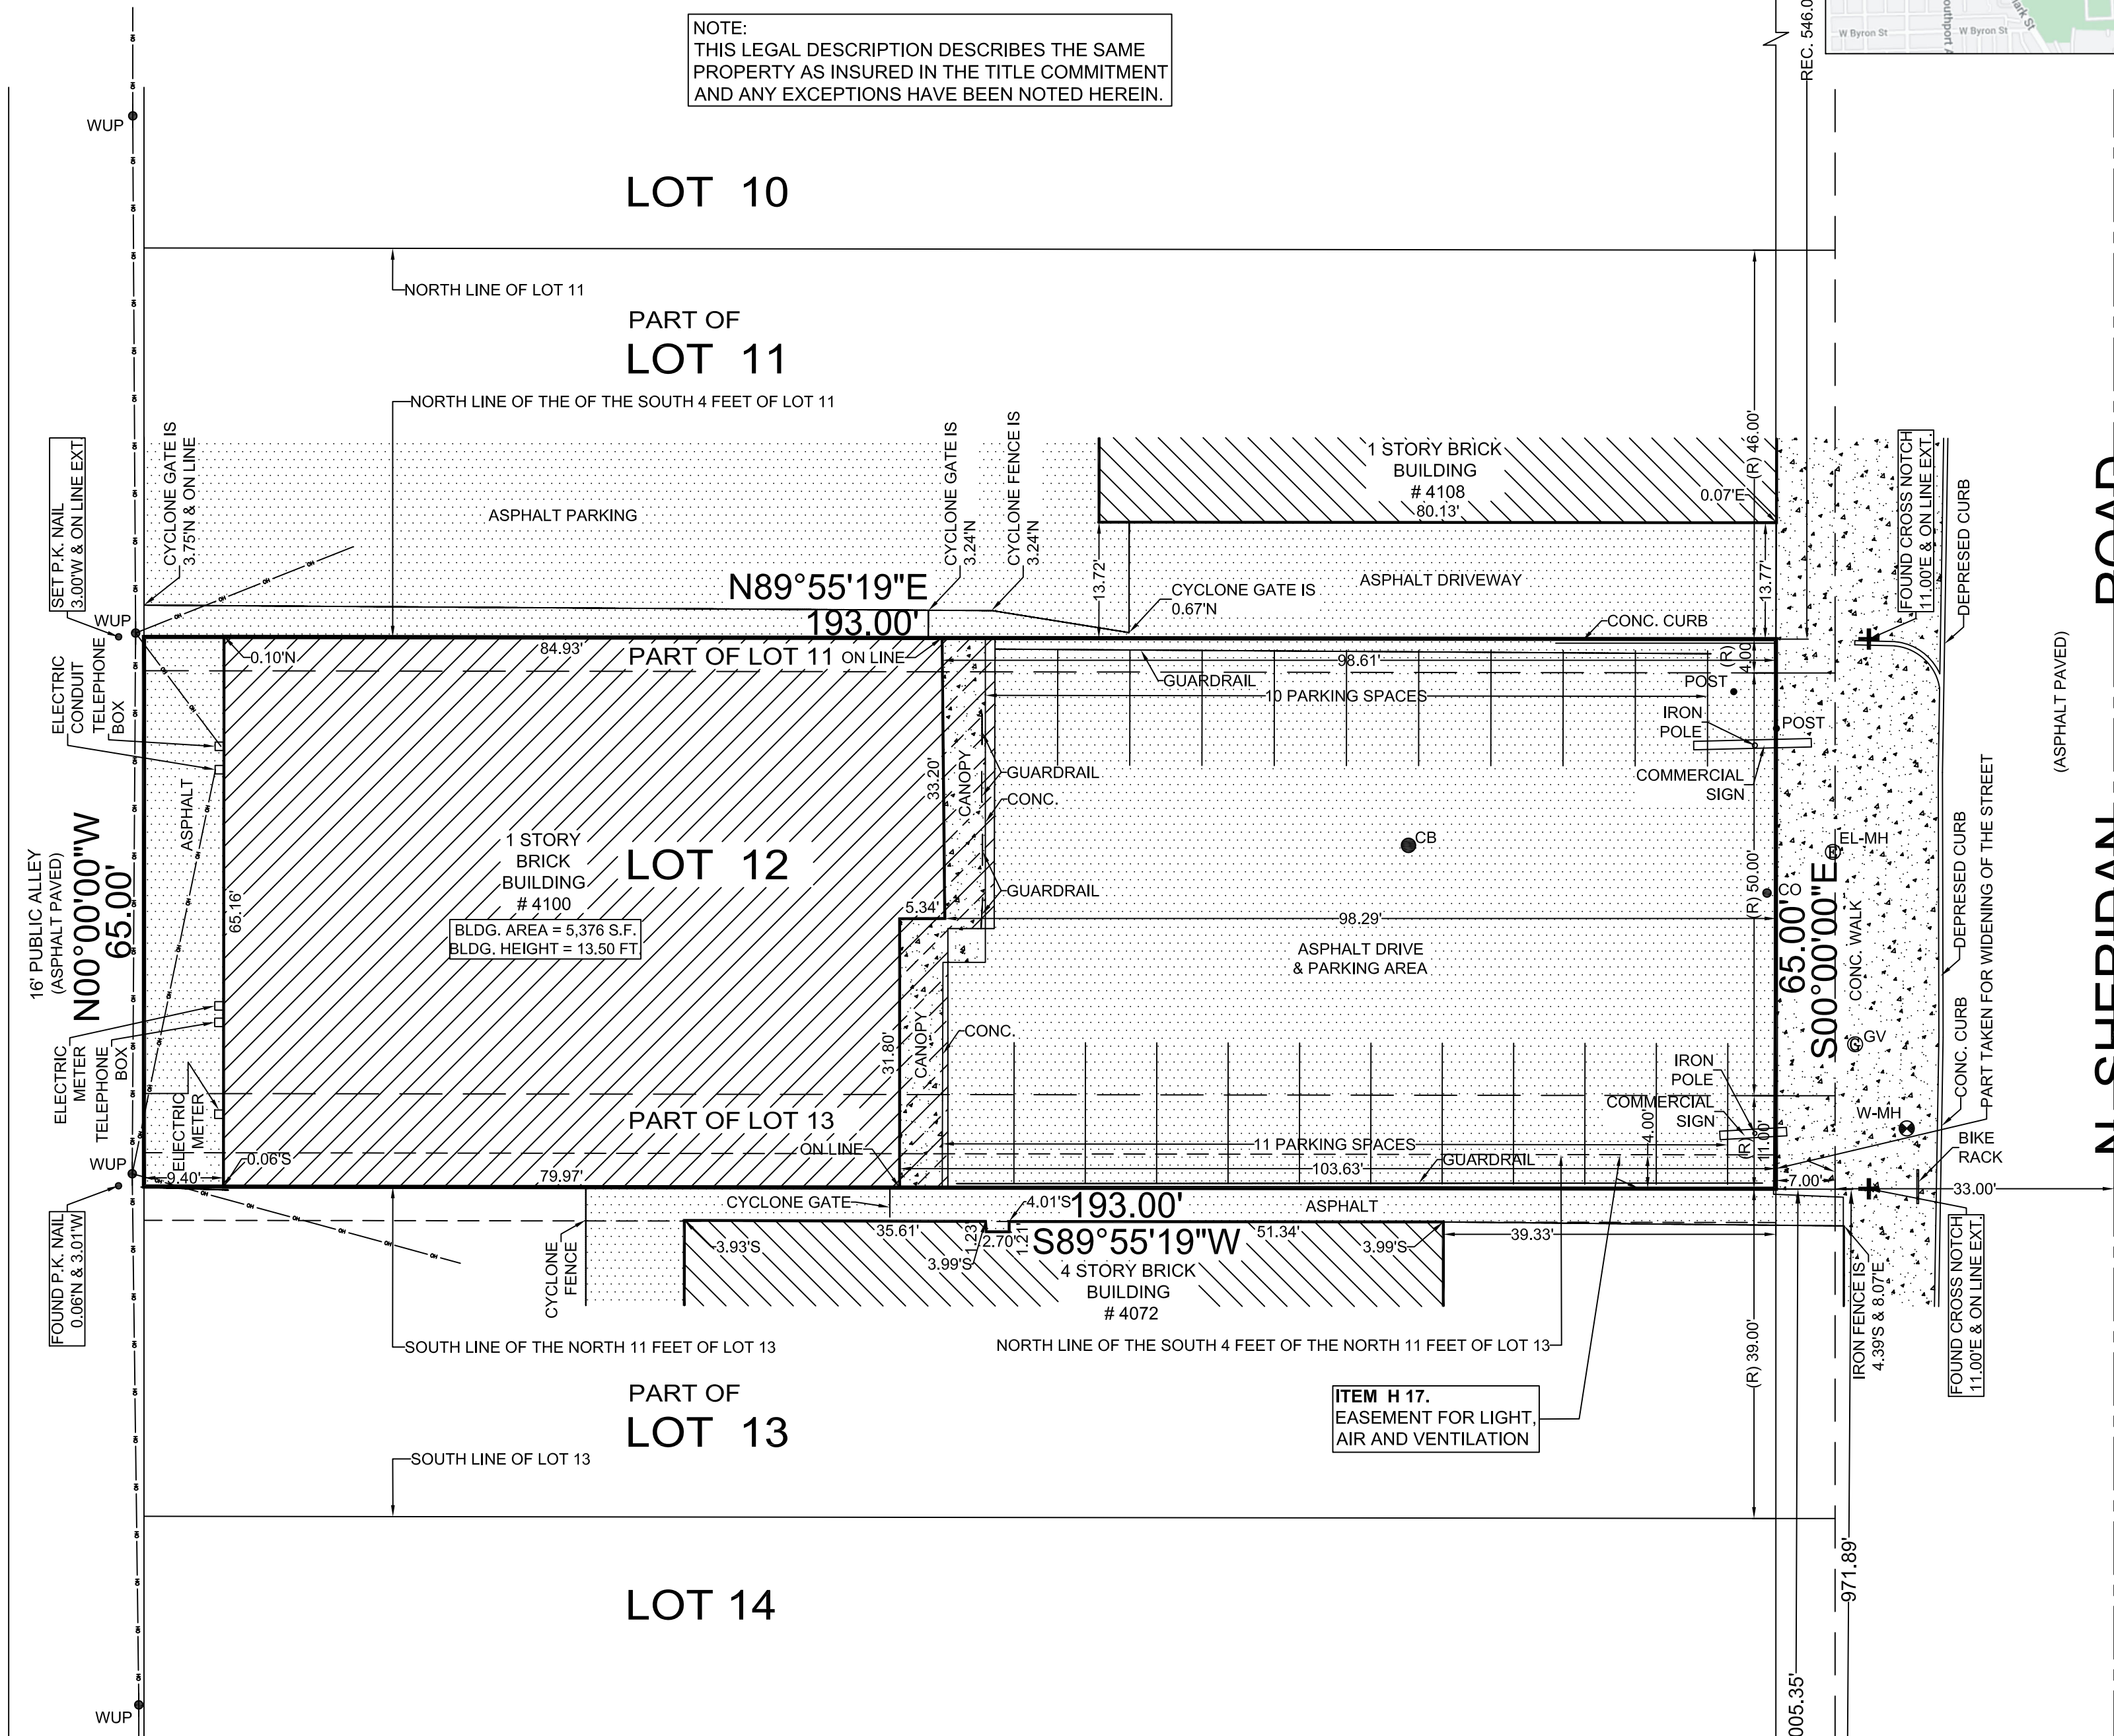 NOTE:
THIS LEGAL DESCRIPTION DESCRIBES THE SAME
PROPERTY AS INSURED IN THE TITLE COMMITMENT
AND ANY EXCEPTIONS HAVE BEEN NOTED HEREIN.
REC. 546.0
W Byron St
W Byron St
WUP
LOT 10
NORTH LINE OF LOT 11
PART OF
LOT 11
NORTH LINE OF THE OF THE SOUTH 4 FEET OF LOT 11
(R) 46.00'
SET P.K. NAIL
3.00'W & ON LINE EXT.
CYCLONE GATE IS
3.75'N & ON LINE
ASPHALT PARKING
CYCLONE GATE IS
3.24'N
CYCLONE FENCE IS
3.24'N
1 STORY BRICK
BUILDING
# 4108
80.13'
0.07'E
FOUND CROSS NOTCH
11.00'E & ON LINE EXT.
DEPRESED CURB
N89°55'19"E
193.00'
13.72'
CYCLONE GATE IS
0.67'N
ASPHALT DRIVEWAY
13.77'
CONC. CURB
WUP
ELECTRIC
CONDUIT
TELEPHONE
BOX
0.10'N
84.93'
PART OF LOT 11
ON LINE
98.61'
(R)
4.00'
GUARDRAIL
10 PARKING SPACES
POST
IRON
POLE
POST
COMMERCIAL
SIGN
(ASPHALT PAVED)
N SHERIDAN ROAD
ASPHALT
33.20'
CANOPY
GUARDRAIL
CONC.
GUARDRAIL
CB
EL-MH
CO
16' PUBLIC ALLEY
(ASPHALT PAVED)
N00°00'00"W
65.00'
65.16'
1 STORY
BRICK
BUILDING
# 4100
LOT 12
BLDG. AREA = 5,376 S.F.
BLDG. HEIGHT = 13.50 FT.
5.34'
98.29'
ASPHALT DRIVE
& PARKING AREA
(R) 50.00'
65.00'
S00°00'00"E
CONC. WALK
DEPRESED CURB
CONC. CURB
PART TAKEN FOR WIDENING OF THE STREET
GV
31.80'
CANOPY
CONC.
ELECTRIC
METER
TELEPHONE
BOX
ELECTRIC
METER
PART OF LOT 13
ON LINE
IRON
POLE
COMMERCIAL
SIGN
W-MH
BIKE
RACK
11 PARKING SPACES
4.00'
(R)
11.00'
103.63'
GUARDRAIL
WUP
9.40'
0.06'S
79.97'
7.00'
33.00'
FOUND P.K. NAIL
0.06'N & 3.01'W
CYCLONE GATE
4.01'S
193.00'
ASPHALT
S89°55'19"W
CYCLONE
FENCE
3.93'S
35.61'
1.23'
2.70'
1.21'
3.99'S
51.34'
3.99'S
39.33'
4 STORY BRICK
BUILDING
# 4072
IRON FENCE IS
4.39'S & 8.07'E
FOUND CROSS NOTCH
11.00'E & ON LINE EXT.
SOUTH LINE OF THE NORTH 11 FEET OF LOT 13
NORTH LINE OF THE SOUTH 4 FEET OF THE NORTH 11 FEET OF LOT 13
(R) 39.00'
PART OF
LOT 13
ITEM H 17.
EASEMENT FOR LIGHT,
AIR AND VENTILATION
SOUTH LINE OF LOT 13
LOT 14
971.89'
005.35'
WUP